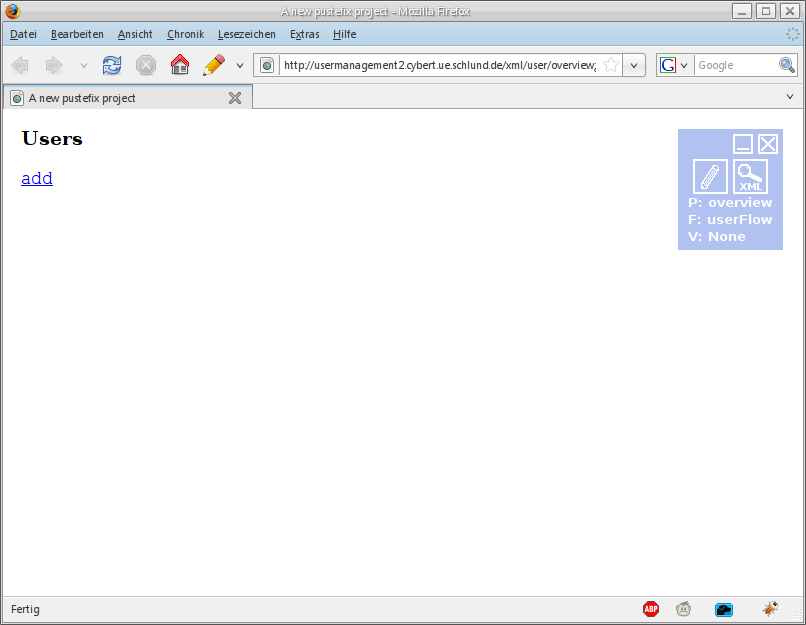 A new pustefix project - Mozilla Firefox
Datei Bearbeiten Ansicht Chronik Lesezeichen Extras Hilfe
http://usermanagement2.cybert.ue.schlund.de/xml/user/overview; G Google
A new pustefix project
Users
add
XML
P: overview
F: userFlow
V: None
Fertig ABP